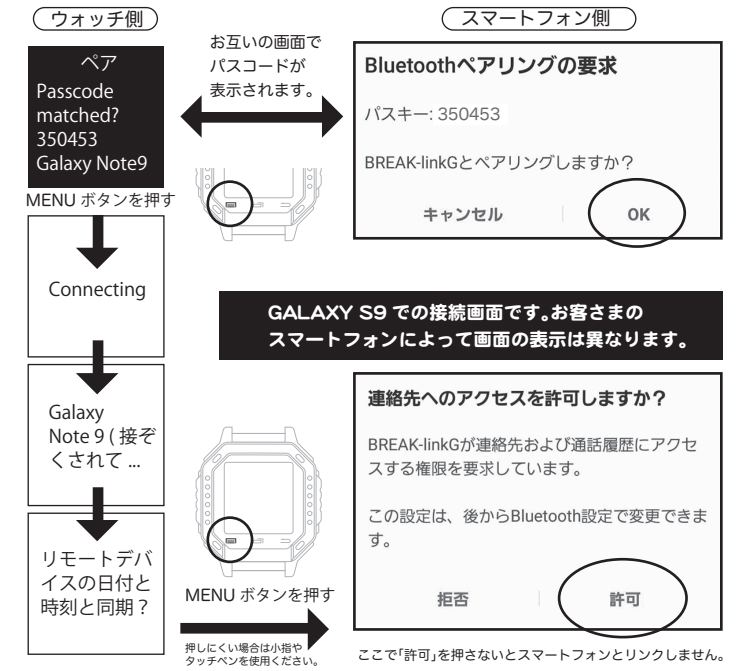 ウォッチ側
スマートフォン側
ペア
Passcode
matched?
350453
Galaxy Note9
お互いの画面で
パスコードが
表示されます。
Bluetoothペアリングの要求
パスキー: 350453
BREAK-linkGとペアリングしますか？
キャンセル
OK
MENU ボタンを押す
Connecting
GALAXY S9 での接続画面です。お客さまの
スマートフォンによって画面の表示は異なります。
Galaxy
Note 9 ( 接ぞ
くされて ...
連絡先へのアクセスを許可しますか？
BREAK-linkGが連絡先および通話履歴にアクセ
スする権限を要求しています。
この設定は、後からBluetooth設定で変更できま
す。
拒否
許可
リモートデバ
イスの日付と
時刻と同期？
MENU ボタンを押す
押しにくい場合は小指や
タッチペンを使用ください。
ここで「許可」を押さないとスマートフォンとリンクしません。